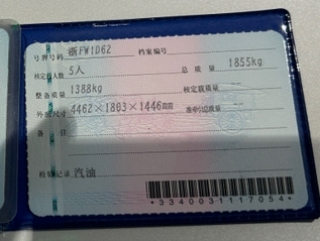 号牌号码 浙FW1D62 档案编号
核定载人数 5人 总质量 1855kg
整备质量 1388kg 核定载质量 --
外廓尺寸 4462×1803×1446mm 准牵引总质量 --
备注
检验记录 汽油
*3340031117054*